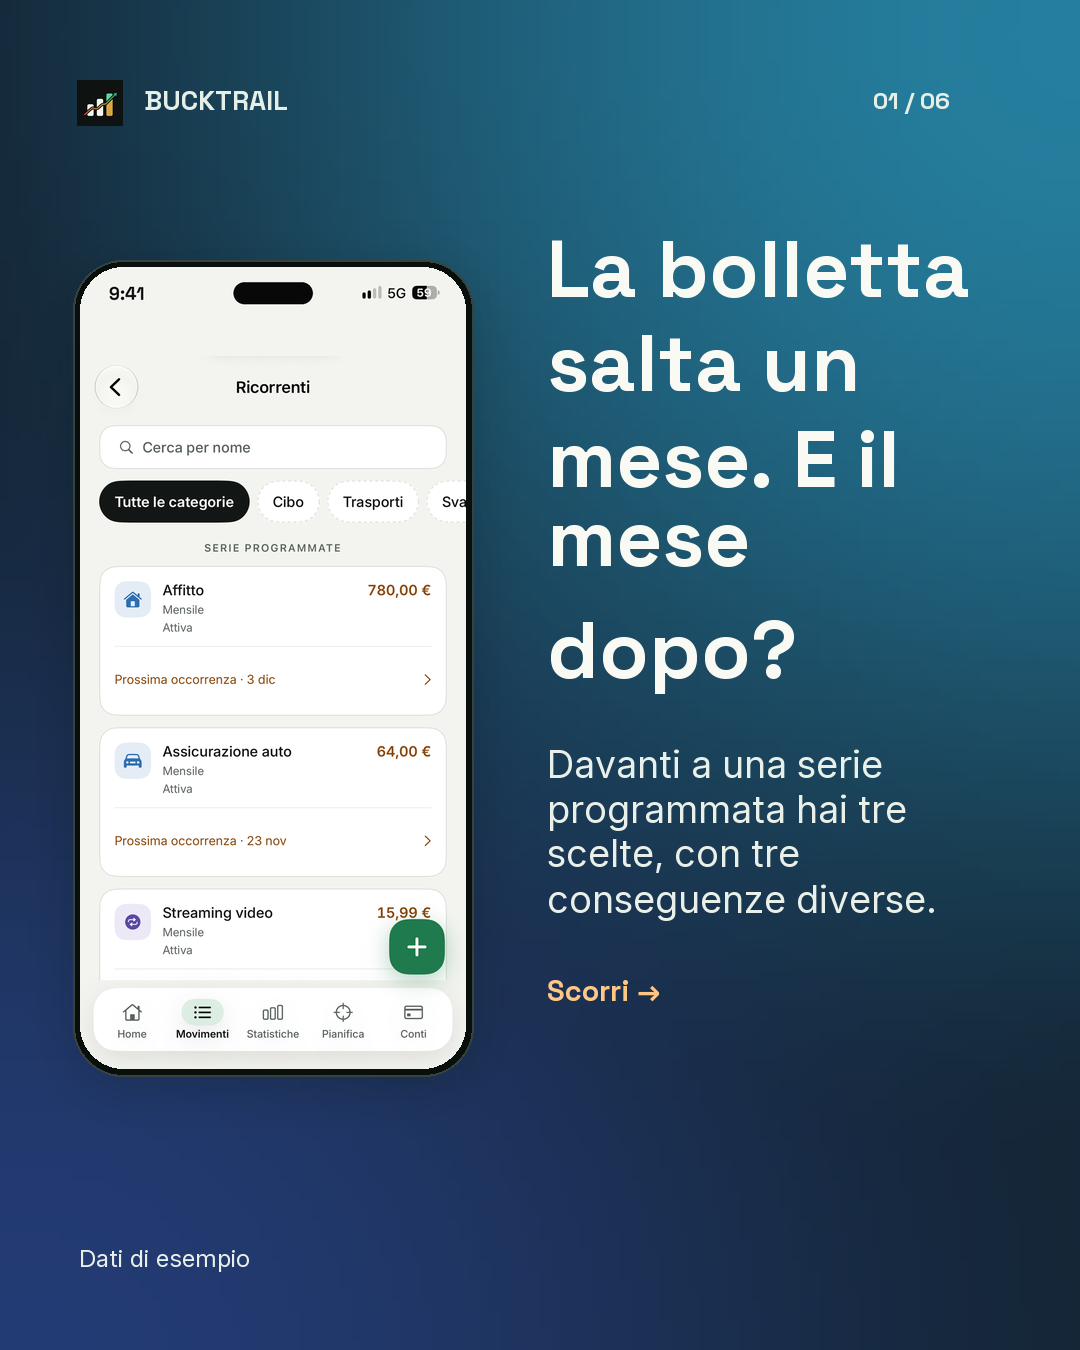 BUCKTRAIL
01 / 06
La bolletta
salta un
mese. E il
mese
dopo?
Davanti a una serie
programmata hai tre
scelte, con tre
conseguenze diverse.
Scorri →
9:41
5G 59
Ricorrenti
Cerca per nome
Tutte le categorie Cibo Trasporti Sva
SERIE PROGRAMMATE
Affitto 780,00 €
Mensile
Attiva
Prossima occorrenza · 3 dic
Assicurazione auto 64,00 €
Mensile
Attiva
Prossima occorrenza · 23 nov
Streaming video 15,99 €
Mensile
Attiva
Home Movimenti Statistiche Pianifica Conti
Dati di esempio